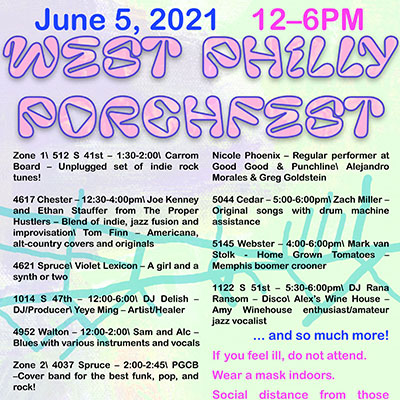 June 5, 2021 12–6PM
WEST PHILLY
PORCHFEST
Zone 1\ 512 S 41st – 1:30-2:00\ Carrom
Board – Unplugged set of indie rock
tunes!
4617 Chester – 12:30-4:00pm\ Joe Kenney
and Ethan Stauffer from The Proper
Hustlers – Blend of indie, jazz fusion and
improvisation\ Tom Finn – Americana,
alt-country covers and originals
4621 Spruce\ Violet Lexicon – A girl and a
synth or two
1014 S 47th – 12:00-6:00\ DJ Delish –
DJ/Producer\ Yeye Ming – Artist/Healer
4952 Walton – 12:00-2:00\ Sam and Alc –
Blues with various instruments and vocals
Zone 2\ 4037 Spruce – 2:00-2:45\ PGCB
–Cover band for the best funk, pop, and
rock!
Nicole Phoenix – Regular performer at
Good Good & Punchline\ Alejandro
Morales & Greg Goldstein
5044 Cedar – 5:00-6:00pm\ Zach Miller –
Original songs with drum machine
assistance
5145 Webster – 4:00-6:00pm\ Mark van
Stolk - Home Grown Tomatoes –
Memphis boomer crooner
1122 S 51st – 5:30-6:00pm\ DJ Rana
Ransom – Disco\ Alex's Wine House –
Amy Winehouse enthusiast/amateur
jazz vocalist
... and so much more!
If you feel ill, do not attend.
Wear a mask indoors.
Social distance from those